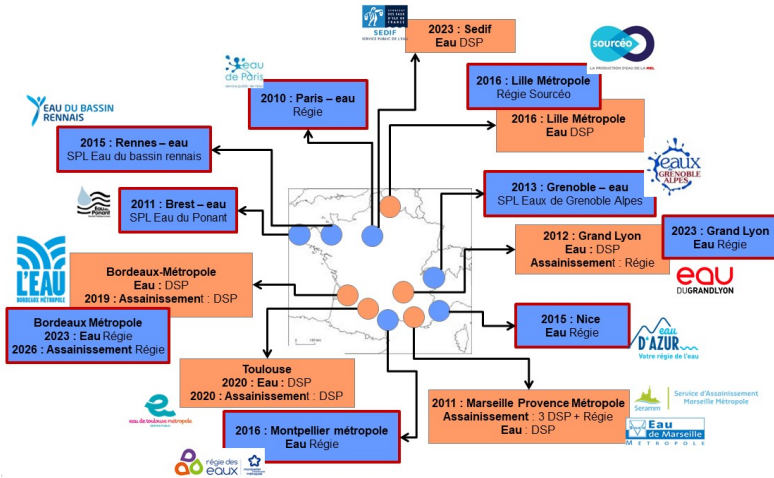 SEDIF
SERVICE PUBLIC DE L'EAU
2023 : Sedif
Eau DSP
sourcéo
LA PRODUCTION D'EAU DE LA MEL
eau
de Paris
2010 : Paris – eau
Régie
2016 : Lille Métropole
Régie Sourcéo
2016 : Lille Métropole
Eau DSP
EAU DU BASSIN
RENNAIS
2015 : Rennes – eau
SPL Eau du bassin rennais
eaux
GRENOBLE
ALPES
2013 : Grenoble – eau
SPL Eaux de Grenoble Alpes
Eau du
Ponant
2011 : Brest – eau
SPL Eau du Ponant
2012 : Grand Lyon
Eau : DSP
Assainissement : Régie
2023 : Grand Lyon
Eau Régie
eau
DUGRANDLYON
L'EAU
BORDEAUX MÉTROPOLE
Bordeaux-Métropole
Eau : DSP
2019 : Assainissement : DSP
Bordeaux Métropole
2023 : Eau Régie
2026 : Assainissement Régie
2015 : Nice
Eau Régie
eau
D'AZUR
Votre régie de l'eau
Toulouse
2020 : Eau : DSP
2020 : Assainissement : DSP
eau de toulouse métropole
2016 : Montpellier métropole
Eau Régie
régie des
eaux
2011 : Marseille Provence Métropole
Assainissement : 3 DSP + Régie
Eau : DSP
Seramm
Service d'Assainissement
Marseille Métropole
Eau
de Marseille
MÉTROPOLE